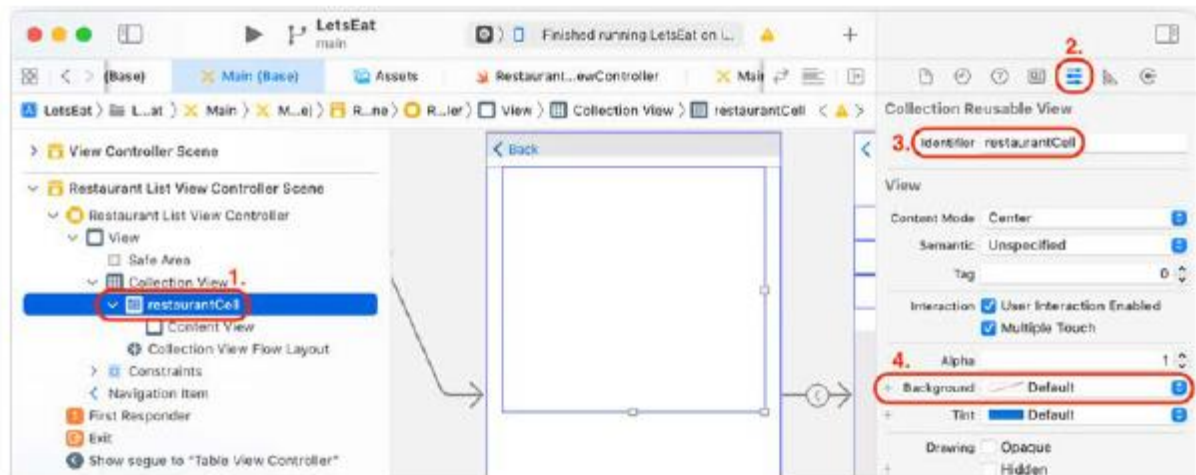 LetsEat
main
Finished running LetsEat on i...
(Base)
Main (Base)
Assets
Restaurant...ewController
Mai
LetsEat
L...at
Main
M...e)
R...ne
R...ler
View
Collection View
restaurantCell
View Controller Scene
Restaurant List View Controller Scene
Restaurant List View Controller
View
Safe Area
Collection View
1.
restaurantCell
Content View
Collection View Flow Layout
Constraints
Navigation Item
First Responder
Exit
Show segue to "Table View Controller"
Back
2.
Collection Reusable View
3. Identifier restaurantCell
View
Content Mode Center
Semantic Unspecified
Tag 0
Interaction User Interaction Enabled
Multiple Touch
4. Alpha 1
Background Default
Tint Default
Drawing Opaque
Hidden